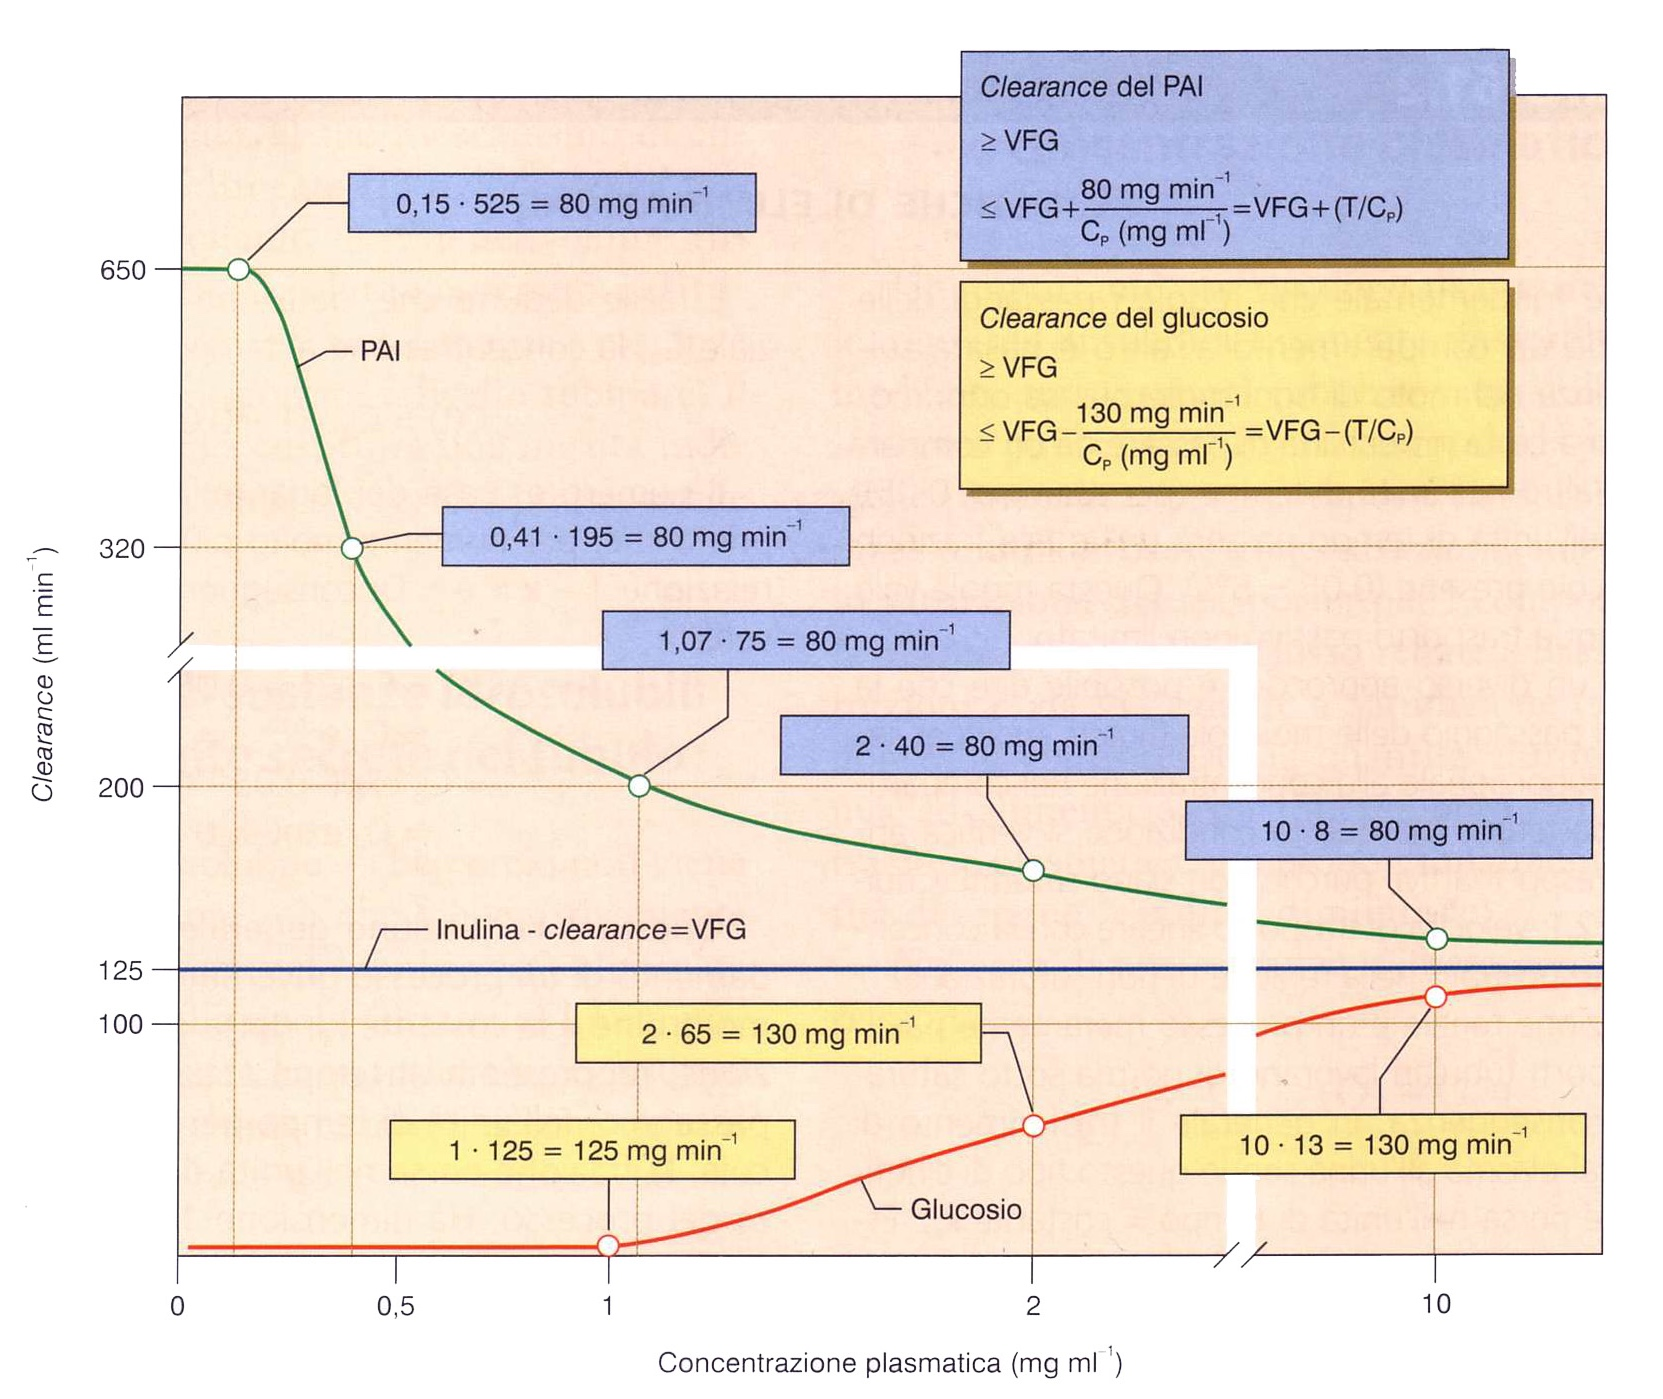 Clearance del PAI
≥ VFG
≤ VFG+ 80 mg min⁻¹ / Cₚ (mg ml⁻¹) =VFG+(T/Cₚ)
Clearance del glucosio
≥ VFG
≤ VFG− 130 mg min⁻¹ / Cₚ (mg ml⁻¹) =VFG−(T/Cₚ)
0,15 · 525 = 80 mg min⁻¹
650
PAI
0,41 · 195 = 80 mg min⁻¹
320
1,07 · 75 = 80 mg min⁻¹
2 · 40 = 80 mg min⁻¹
200
10 · 8 = 80 mg min⁻¹
Inulina - clearance=VFG
125
100
2 · 65 = 130 mg min⁻¹
1 · 125 = 125 mg min⁻¹
10 · 13 = 130 mg min⁻¹
Glucosio
Clearance (ml min⁻¹)
0 0,5 1 2 10
Concentrazione plasmatica (mg ml⁻¹)